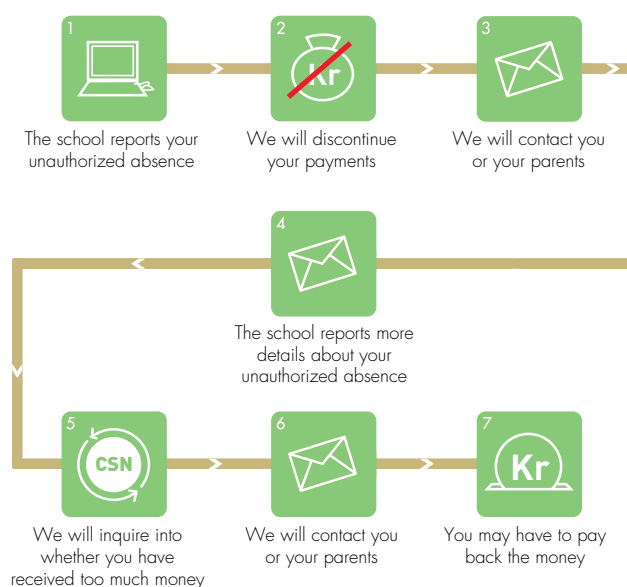 1
The school reports your
unauthorized absence
2
Kr
We will discontinue
your payments
3
We will contact you
or your parents
4
The school reports more
details about your
unauthorized absence
5
CSN
We will inquire into
whether you have
received too much money
6
We will contact you
or your parents
7
Kr
You may have to pay
back the money